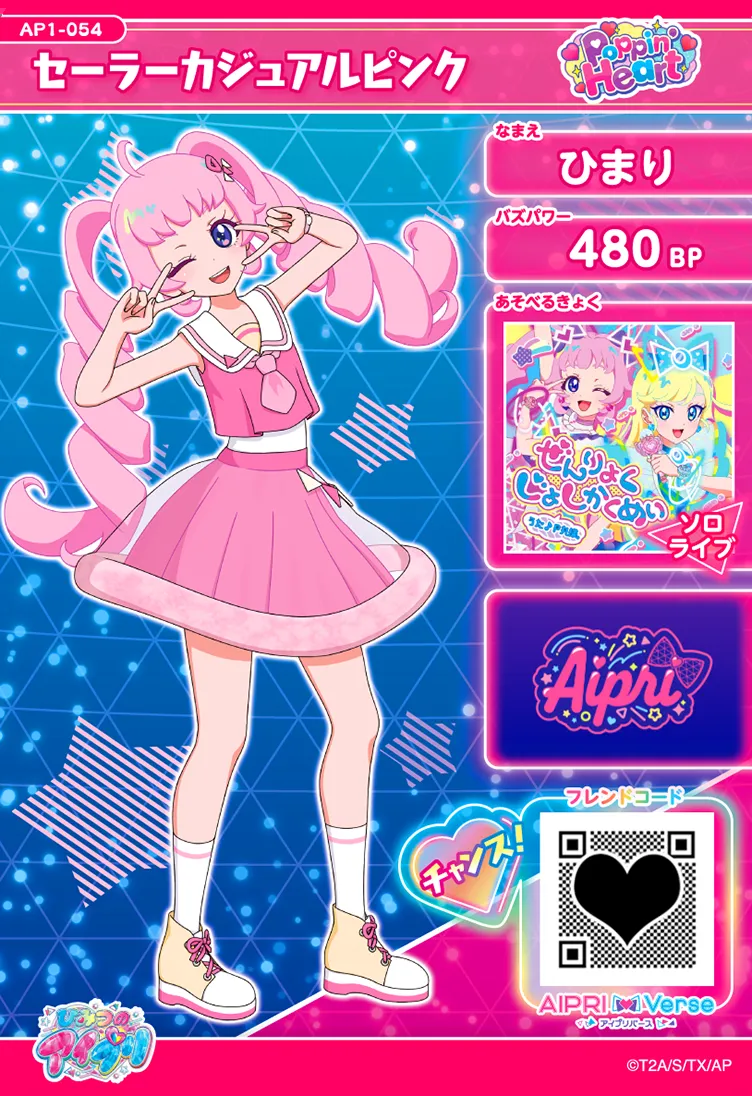 AP1-054
セーラーカジュアルピンク
Poppin'
Heart
なまえ
ひまり
バズパワー
480 BP
あそべるきょく
ぜんりょく
じょしかくめい
ソロ
ライブ
Aipri
フレンドコード
チャンス!
AIPRI Verse
アイプリバース
ひみつの
アイプリ
©T2A/S/TX/AP